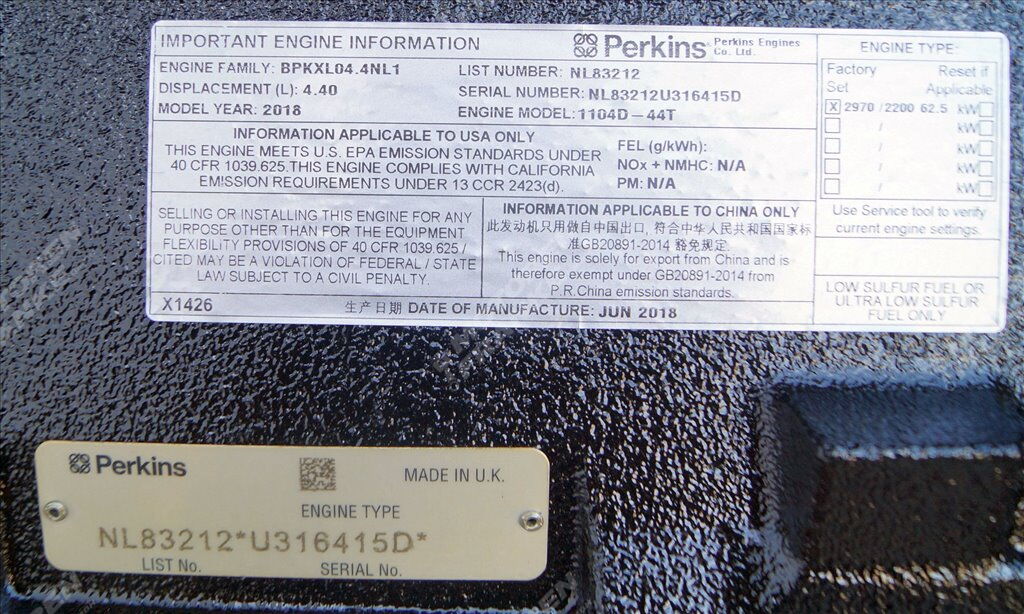 IMPORTANT ENGINE INFORMATION
Perkins
Perkins Engines
Co. Ltd.
ENGINE FAMILY: BPKXL04.4NL1
DISPLACEMENT (L): 4.40
MODEL YEAR: 2018
LIST NUMBER: NL83212
SERIAL NUMBER: NL83212U316415D
ENGINE MODEL: 1104D-44T
INFORMATION APPLICABLE TO USA ONLY
THIS ENGINE MEETS U.S. EPA EMISSION STANDARDS UNDER
40 CFR 1039.625. THIS ENGINE COMPLIES WITH CALIFORNIA
EMISSION REQUIREMENTS UNDER 13 CCR 2423(d).
FEL (g/kWh):
NOx + NMHC: N/A
PM: N/A
SELLING OR INSTALLING THIS ENGINE FOR ANY
PURPOSE OTHER THAN FOR THE EQUIPMENT
FLEXIBILITY PROVISIONS OF 40 CFR 1039.625 /
CITED MAY BE A VIOLATION OF FEDERAL / STATE
LAW SUBJECT TO A CIVIL PENALTY.
INFORMATION APPLICABLE TO CHINA ONLY
此发动机只用做自中国出口, 符合中华人民共和国国家标
准GB20891-2014 豁免规定.
This engine is solely for export from China and is
therefore exempt under GB20891-2014 from
P.R.China emission standards.
X1426
生产日期 DATE OF MANUFACTURE: JUN 2018
ENGINE TYPE:
Factory Reset if
Set Applicable
X 2970 / 2200 62.5 kW
/ kW
/ kW
/ kW
/ kW
Use Service tool to verify
current engine settings.
LOW SULFUR FUEL OR
ULTRA LOW SULFUR
FUEL ONLY
Perkins
MADE IN U.K.
ENGINE TYPE
NL83212*U316415D*
LIST No. SERIAL No.